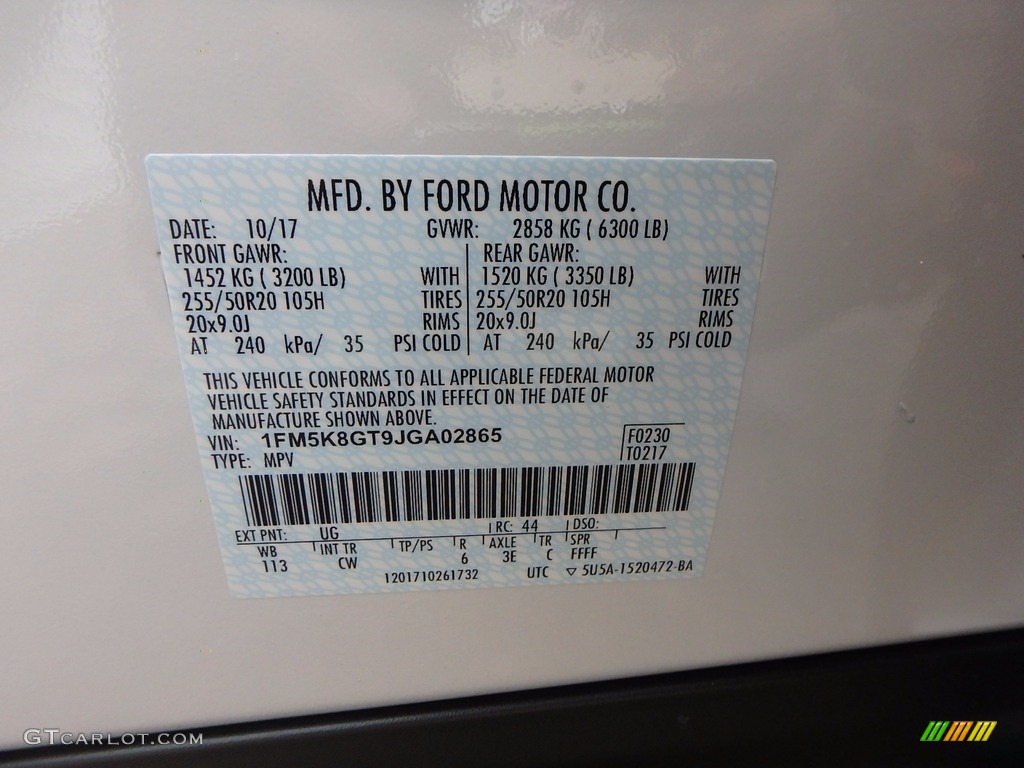 MFD. BY FORD MOTOR CO.
DATE: 10/17 GVWR: 2858 KG ( 6300 LB)
FRONT GAWR: REAR GAWR:
1452 KG ( 3200 LB) WITH 1520 KG ( 3350 LB) WITH
255/50R20 105H TIRES 255/50R20 105H TIRES
20x9.0J RIMS 20x9.0J RIMS
AT 240 kPa/ 35 PSI COLD AT 240 kPa/ 35 PSI COLD
THIS VEHICLE CONFORMS TO ALL APPLICABLE FEDERAL MOTOR
VEHICLE SAFETY STANDARDS IN EFFECT ON THE DATE OF
MANUFACTURE SHOWN ABOVE.
VIN: 1FM5K8GT9JGA02865 F0230
TYPE: MPV T0217
EXT PNT: UG RC: 44 DSO:
WB INT TR TP/PS R AXLE TR SPR
113 CW 6 3E C FFFF
1201710261732 UTC ▽ 5U5A-1520472-BA
GTCARLOT.COM